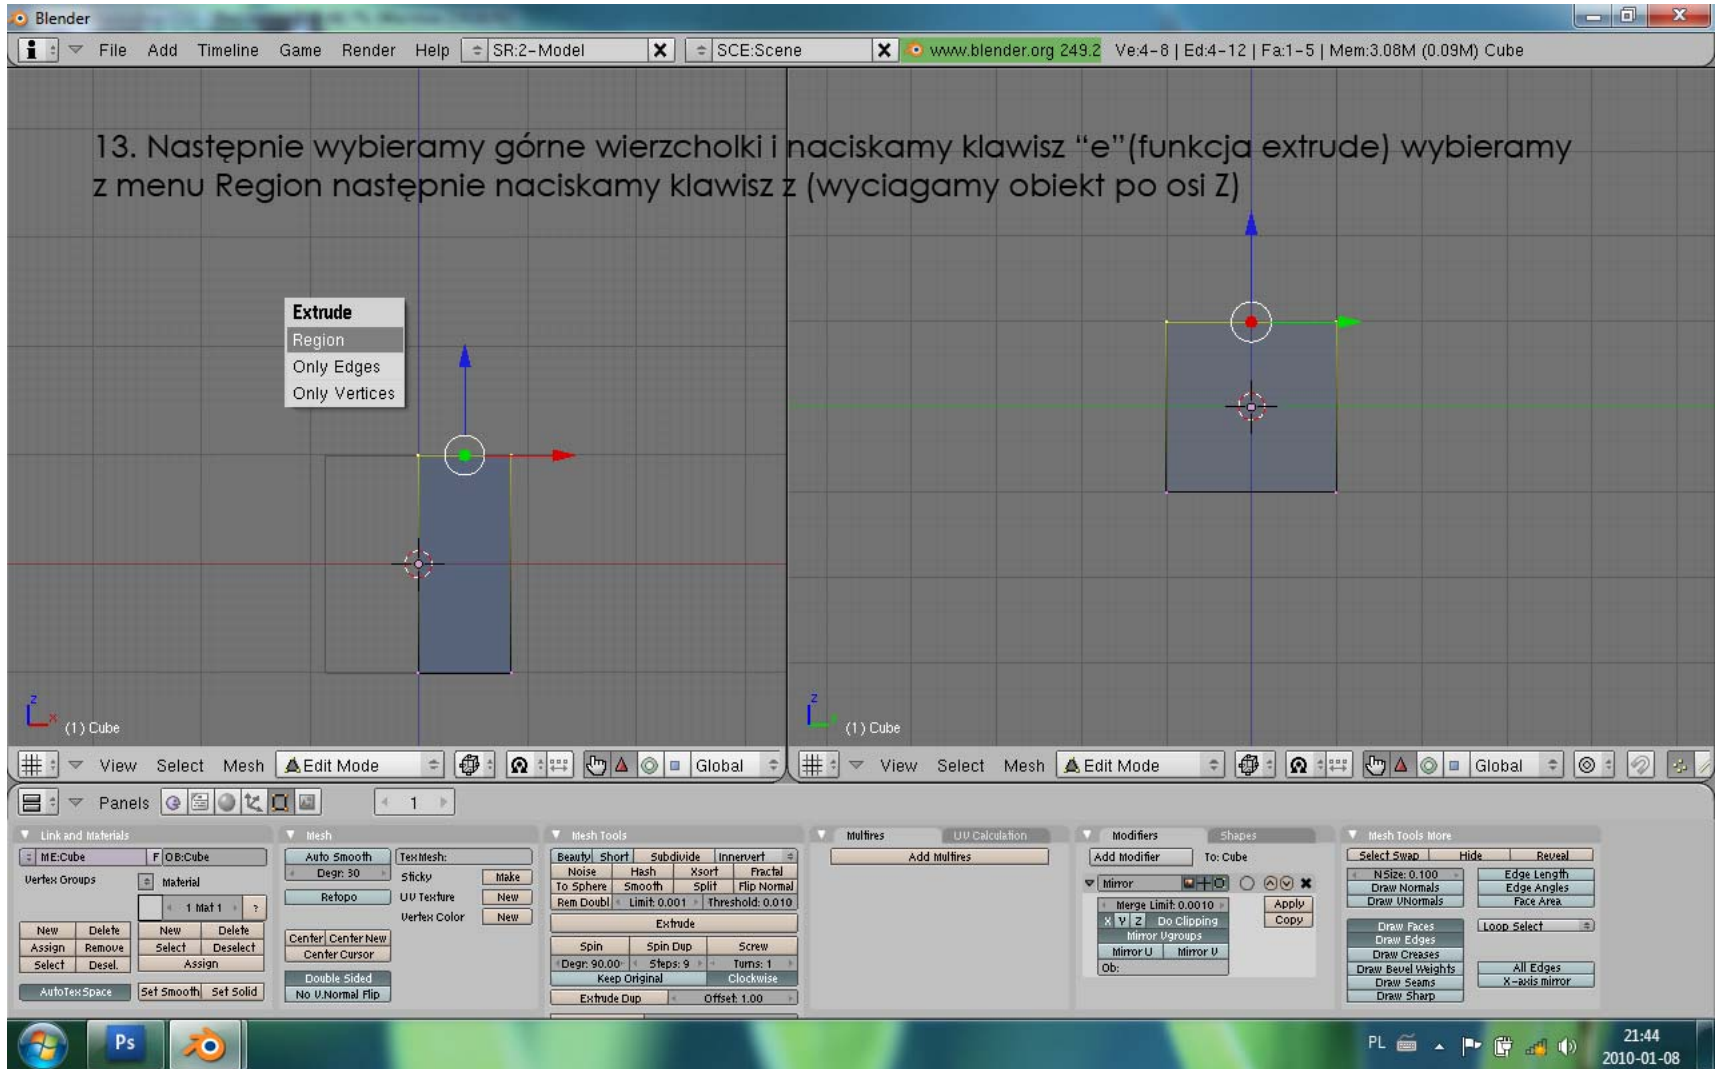 Blender
File Add Timeline Game Render Help SR:2-Model SCE:Scene www.blender.org 249.2 Ve:4-8 | Ed:4-12 | Fa:1-5 | Mem:3.08M (0.09M) Cube
13. Następnie wybieramy górne wierzcholki i naciskamy klawisz “e”(funkcja extrude) wybieramy
z menu Region następnie naciskamy klawisz z (wyciagamy obiekt po osi Z)
Extrude
Region
Only Edges
Only Vertices
z x (1) Cube
z y (1) Cube
View Select Mesh Edit Mode Global
View Select Mesh Edit Mode Global
Panels 1
Link and Materials
ME:Cube F OB:Cube
Vertex Groups Material
1 Mat 1 ?
New Delete New Delete
Assign Remove Select Deselect
Select Desel. Assign
AutoTexSpace Set Smooth Set Solid
Mesh
Auto Smooth TexMesh:
Degr: 30 Sticky Make
Retopo UV Texture New
Vertex Color New
Center Center New
Center Cursor
Double Sided
No V.Normal Flip
Mesh Tools
Beauty Short Subdivide Innervert
Noise Hash Xsort Fractal
To Sphere Smooth Split Flip Normal
Rem Doubl Limit: 0.001 Threshold: 0.010
Extrude
Spin Spin Dup Screw
Degr: 90.00 Steps: 9 Turns: 1
Keep Original Clockwise
Extrude Dup Offset: 1.00
Multires UV Calculation
Add Multires
Modifiers Shapes
Add Modifier To: Cube
Mirror
Merge Limit: 0.0010 Apply
X Y Z Do Clipping Copy
Mirror Vgroups
Mirror U Mirror V
Ob:
Mesh Tools More
Select Swap Hide Reveal
NSize: 0.100 Edge Length
Draw Normals Edge Angles
Draw VNormals Face Area
Draw Faces Loop Select
Draw Edges
Draw Creases
Draw Bevel Weights All Edges
Draw Seams X-axis mirror
Draw Sharp
Ps
PL 21:44
2010-01-08